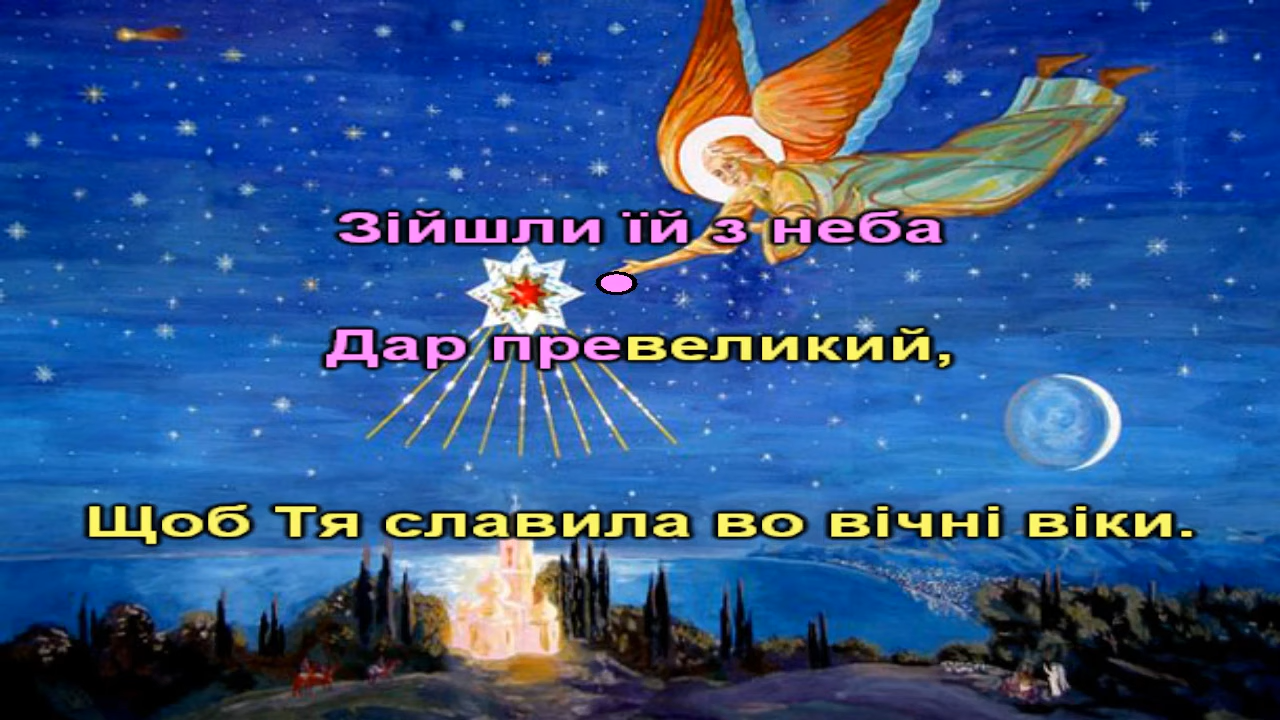 Зійшли їй з неба
Дар превеликий,
Щоб Тя славила во вічні віки.